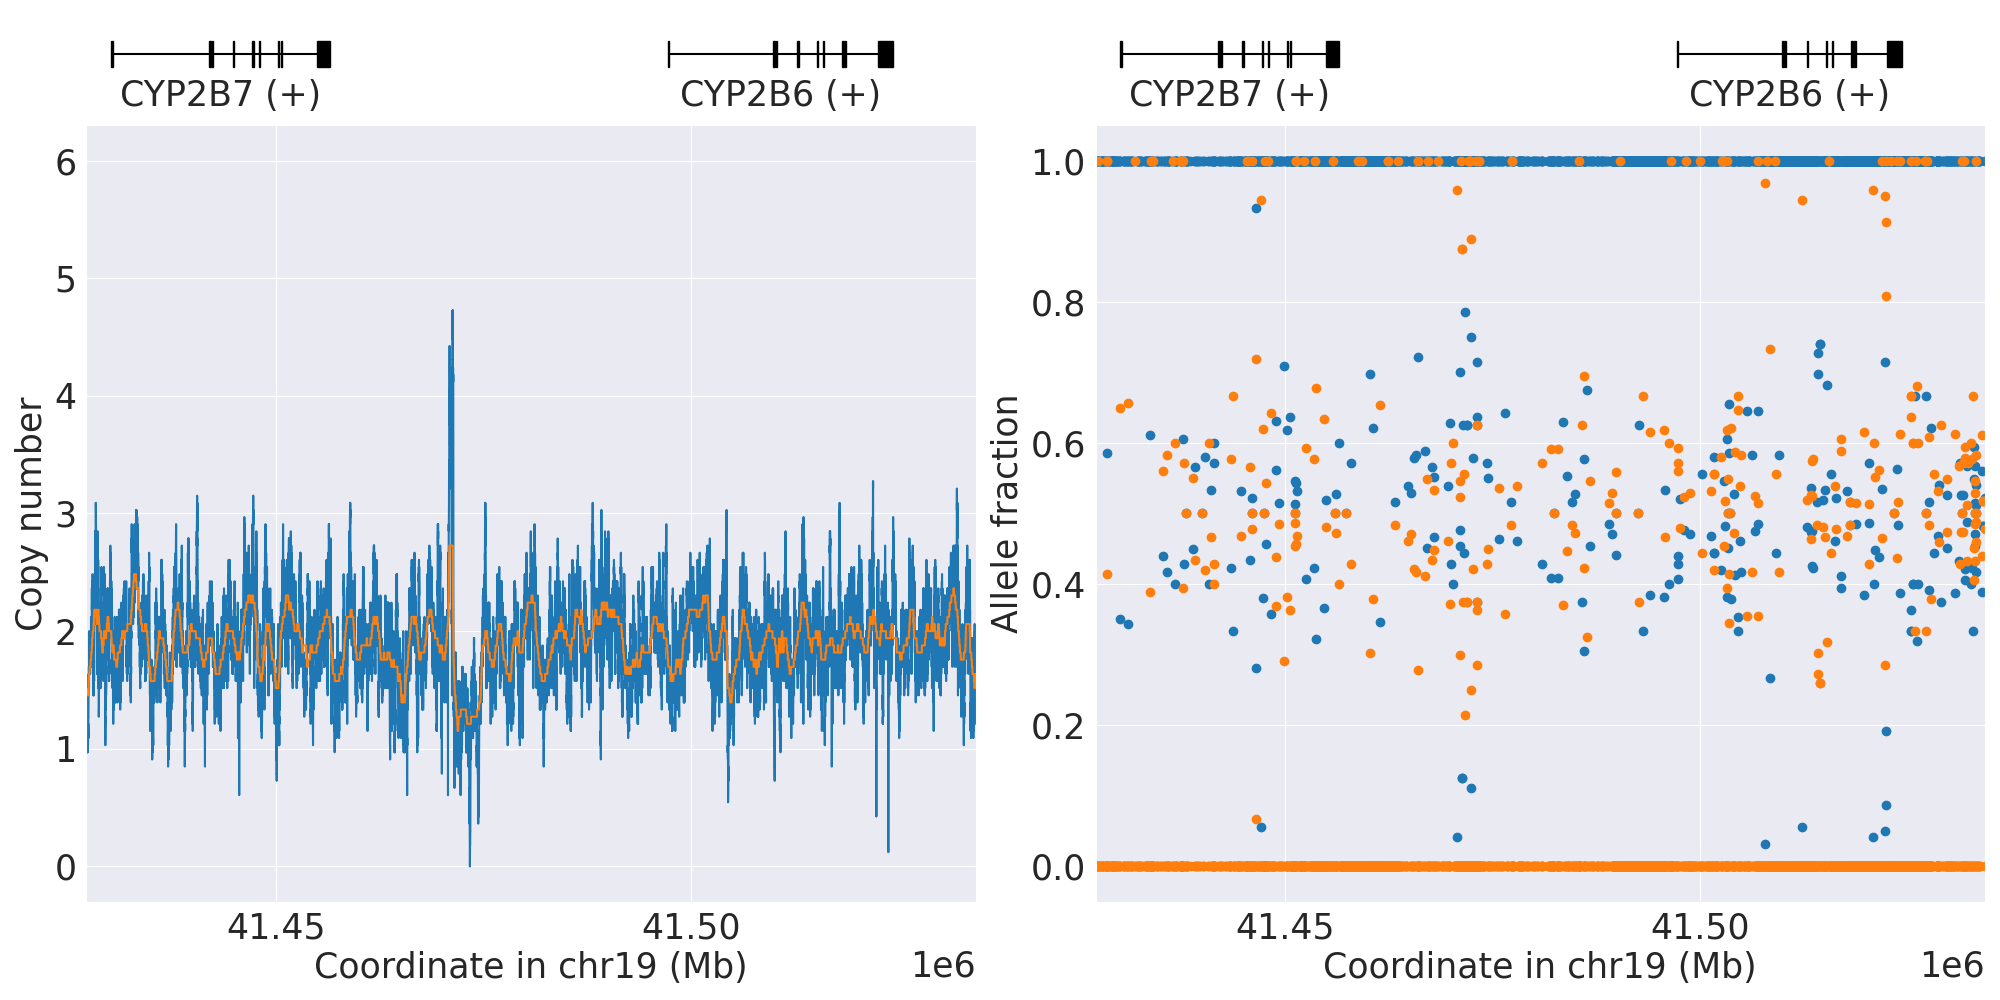 CYP2B7 (+)
CYP2B6 (+)
6
5
4
3
2
1
0
Copy number
41.45
41.50
Coordinate in chr19 (Mb)
1e6
CYP2B7 (+)
CYP2B6 (+)
1.0
0.8
0.6
0.4
0.2
0.0
Allele fraction
41.45
41.50
Coordinate in chr19 (Mb)
1e6